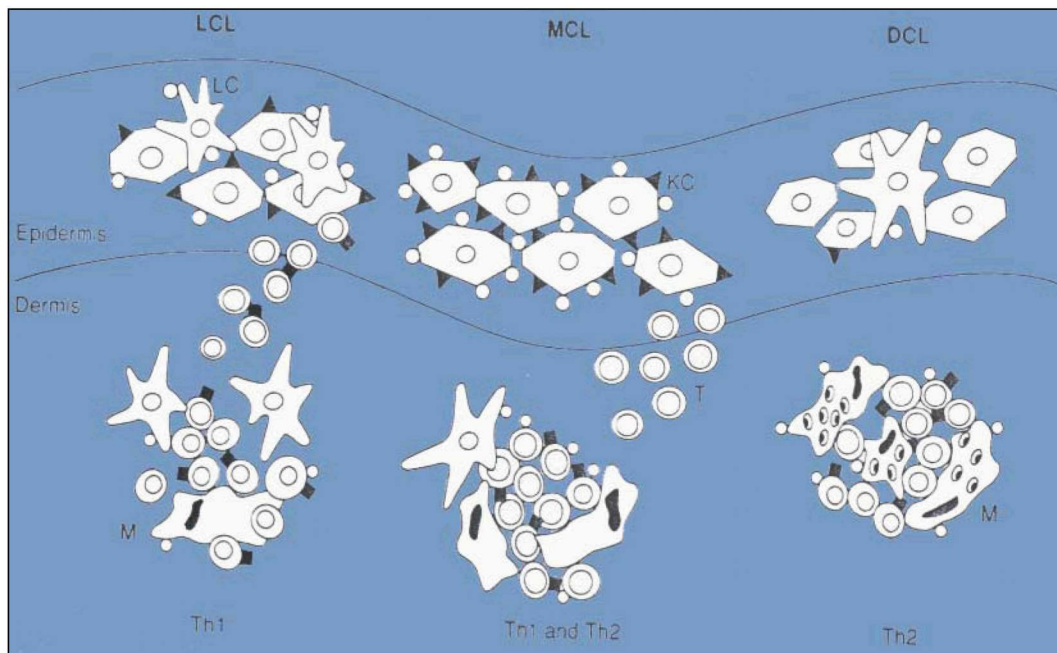 LCL MCL DCL
LC
KC
Epidermis
Dermis
T
M
M
Th1
Th1 and Th2
Th2